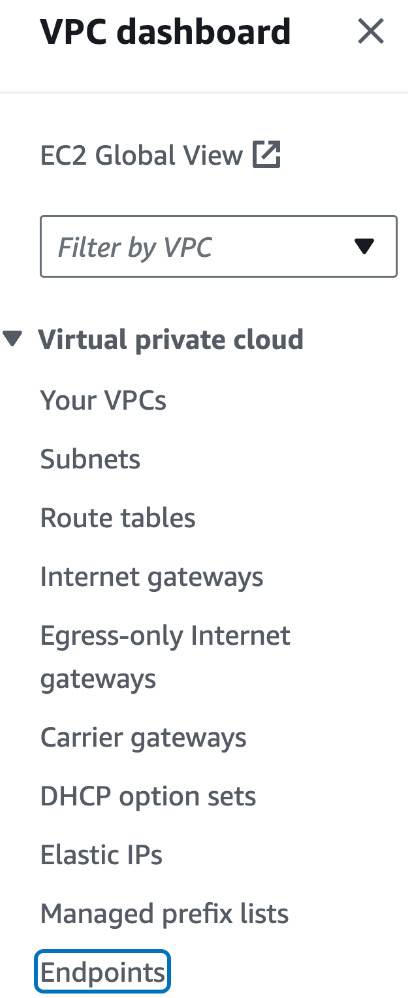 VPC dashboard
EC2 Global View
Filter by VPC
Virtual private cloud
Your VPCs
Subnets
Route tables
Internet gateways
Egress-only Internet
gateways
Carrier gateways
DHCP option sets
Elastic IPs
Managed prefix lists
Endpoints